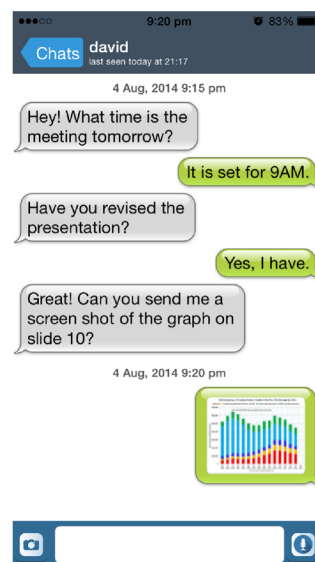 9:20 pm
83%
Chats
david
last seen today at 21:17
4 Aug, 2014 9:15 pm
Hey! What time is the
meeting tomorrow?
It is set for 9AM.
Have you revised the
presentation?
Yes, I have.
Great! Can you send me a
screen shot of the graph on
slide 10?
4 Aug, 2014 9:20 pm